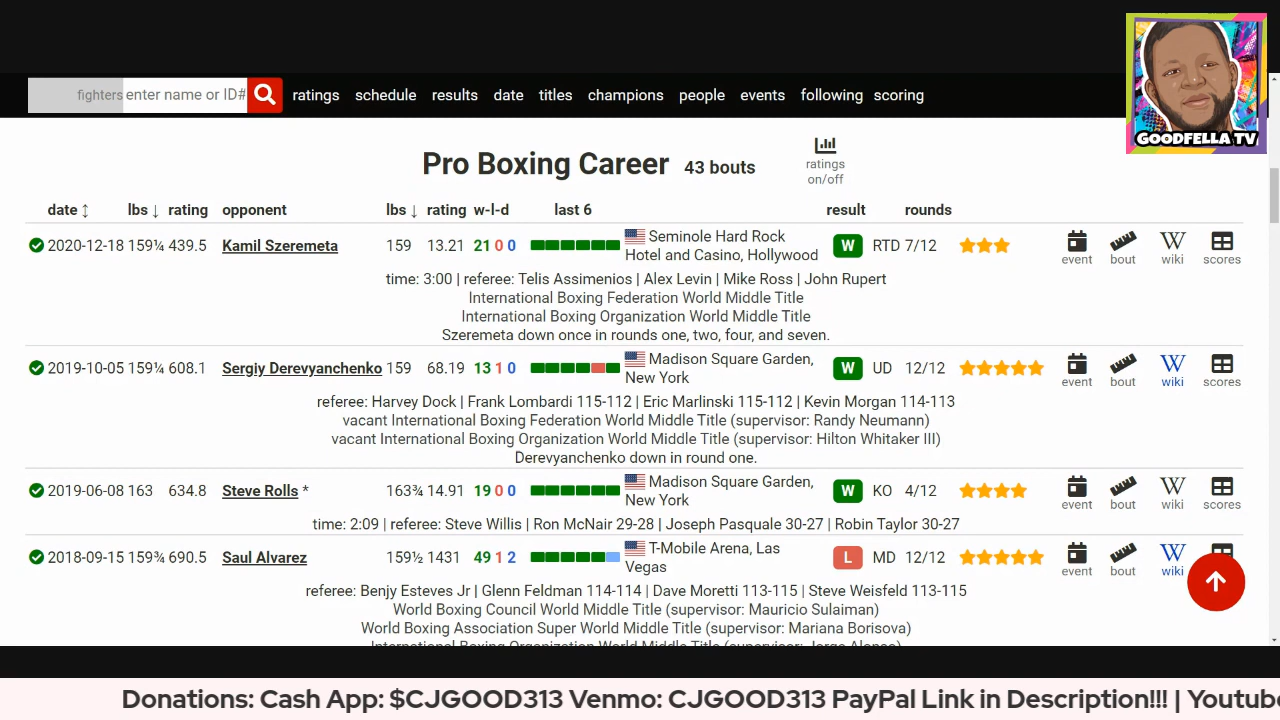 GOODFELLA TV
fighters enter name or ID# ratings schedule results date titles champions people events following scoring
Pro Boxing Career 43 bouts
ratings
on/off
date ↕ lbs ↓ rating opponent lbs ↓ rating w-l-d last 6 result rounds
2020-12-18 159¼ 439.5 Kamil Szeremeta 159 13.21 21 0 0 Seminole Hard Rock Hotel and Casino, Hollywood W RTD 7/12 event bout wiki scores
time: 3:00 | referee: Telis Assimenios | Alex Levin | Mike Ross | John Rupert
International Boxing Federation World Middle Title
International Boxing Organization World Middle Title
Szeremeta down once in rounds one, two, four, and seven.
2019-10-05 159¼ 608.1 Sergiy Derevyanchenko 159 68.19 13 1 0 Madison Square Garden, New York W UD 12/12 event bout wiki scores
referee: Harvey Dock | Frank Lombardi 115-112 | Eric Marlinski 115-112 | Kevin Morgan 114-113
vacant International Boxing Federation World Middle Title (supervisor: Randy Neumann)
vacant International Boxing Organization World Middle Title (supervisor: Hilton Whitaker III)
Derevyanchenko down in round one.
2019-06-08 163 634.8 Steve Rolls * 163¾ 14.91 19 0 0 Madison Square Garden, New York W KO 4/12 event bout wiki scores
time: 2:09 | referee: Steve Willis | Ron McNair 29-28 | Joseph Pasquale 30-27 | Robin Taylor 30-27
2018-09-15 159¾ 690.5 Saul Alvarez 159½ 1431 49 1 2 T-Mobile Arena, Las Vegas L MD 12/12 event bout wiki
referee: Benjy Esteves Jr | Glenn Feldman 114-114 | Dave Moretti 113-115 | Steve Weisfeld 113-115
World Boxing Council World Middle Title (supervisor: Mauricio Sulaiman)
World Boxing Association Super World Middle Title (supervisor: Mariana Borisova)
Donations: Cash App: $CJGOOD313 Venmo: CJGOOD313 PayPal Link in Description!!! | Youtube